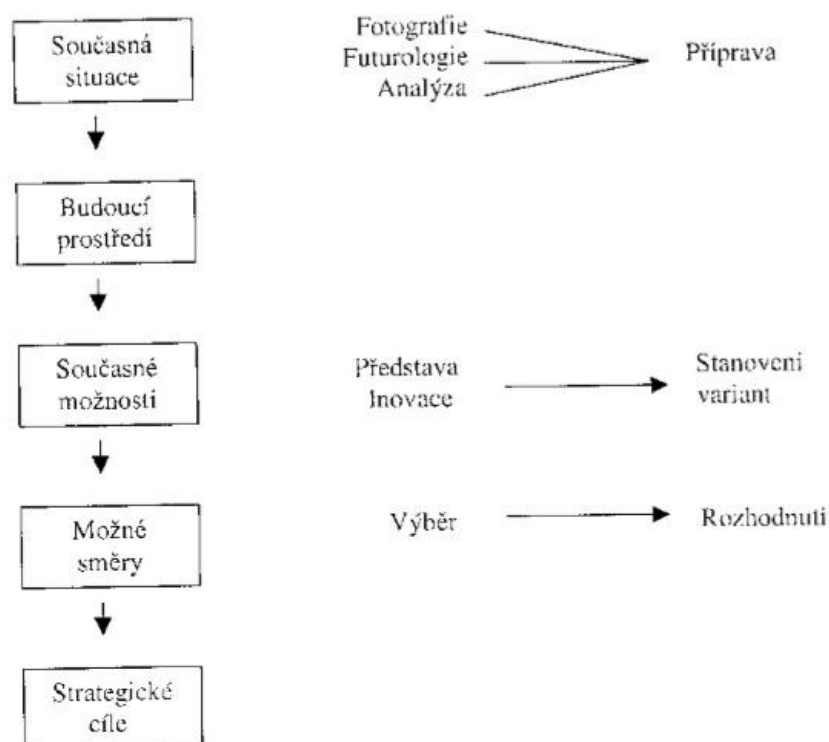 Současná
situace
Fotografie
Futurologie
Analýza
Příprava
Budoucí
prostředí
Současné
možnosti
Představa
Inovace
Stanovení
variant
Možné
směry
Výběr
Rozhodnuti
Strategické
cíle